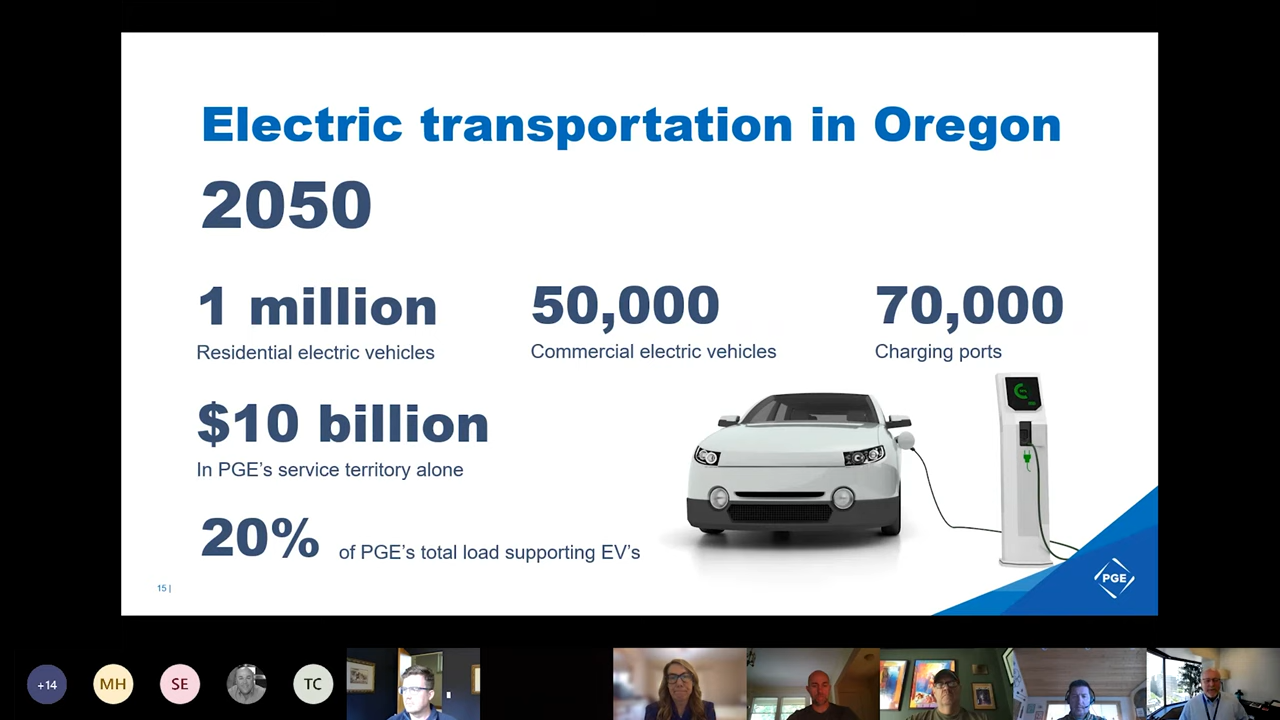 Electric transportation in Oregon
2050
1 million
Residential electric vehicles
50,000
Commercial electric vehicles
70,000
Charging ports
$10 billion
In PGE's service territory alone
20% of PGE's total load supporting EV's
15 |
PGE
+14
MH
SE
TC